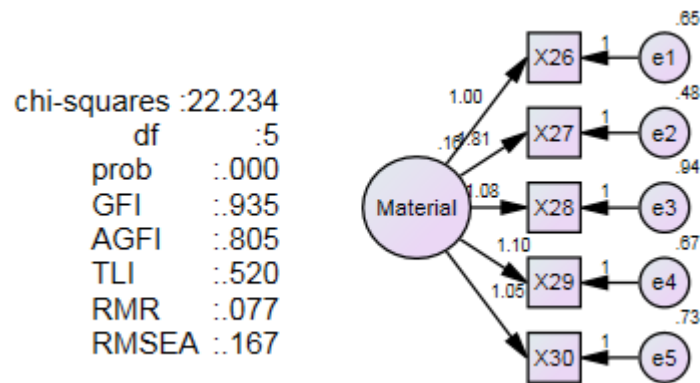 chi-squares :22.234
df :5
prob :.000
GFI :.935
AGFI :.805
TLI :.520
RMR :.077
RMSEA :.167
Material
.16
1.00
1.81
1.08
1.10
1.05
X26
1
e1
.65
X27
1
e2
.48
X28
1
e3
.94
X29
1
e4
.67
X30
1
e5
.73